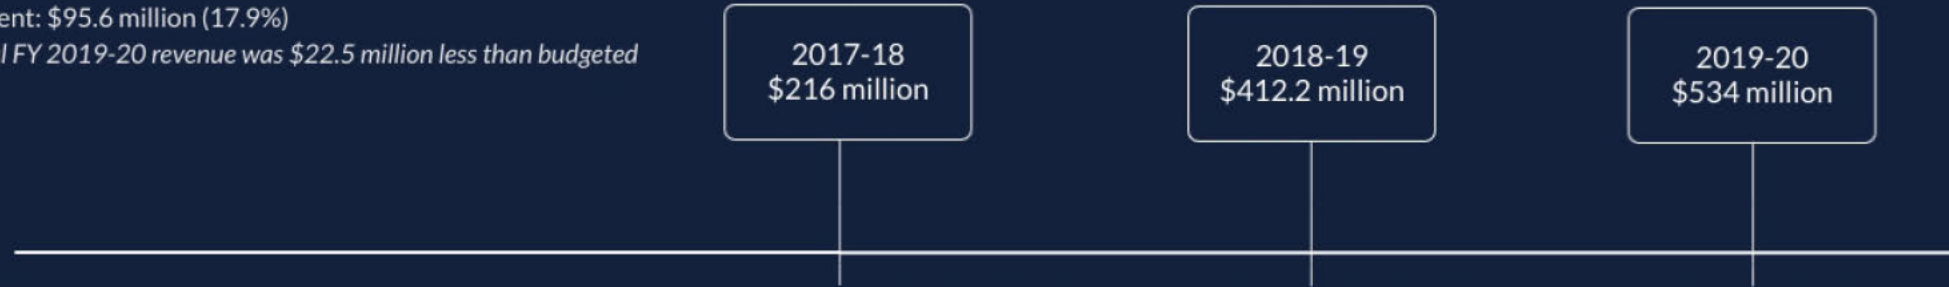 ent: $95.6 million (17.9%)
l FY 2019-20 revenue was $22.5 million less than budgeted
2017-18
$216 million
2018-19
$412.2 million
2019-20
$534 million